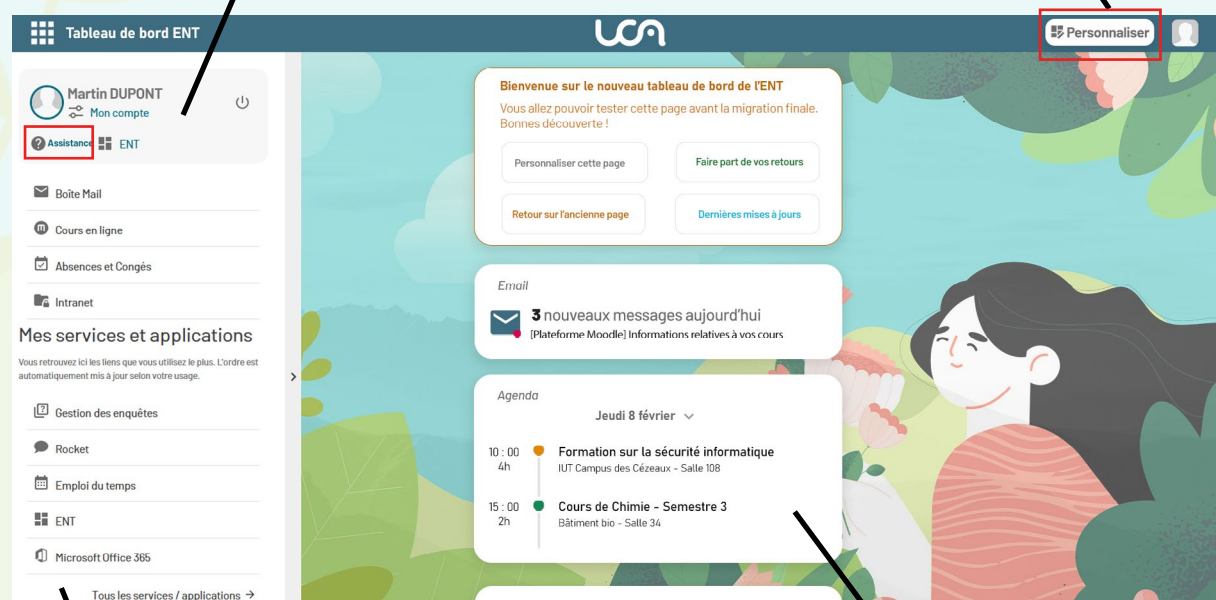 Tableau de bord ENT
uca
Personnaliser
Martin DUPONT
Mon compte
Assistance
ENT
Boîte Mail
Cours en ligne
Absences et Congés
Intranet
Mes services et applications
Vous retrouvez ici les liens que vous utilisez le plus. L'ordre est
automatiquement mis à jour selon votre usage.
Gestion des enquêtes
Rocket
Emploi du temps
ENT
Microsoft Office 365
Tous les services / applications →
Bienvenue sur le nouveau tableau de bord de l'ENT
Vous allez pouvoir tester cette page avant la migration finale.
Bonnes découverte !
Personnaliser cette page
Faire part de vos retours
Retour sur l'ancienne page
Dernières mises à jours
Email
3 nouveaux messages aujourd'hui
[Plateforme Moodle] Informations relatives à vos cours
Agenda
Jeudi 8 février
10 : 00 Formation sur la sécurité informatique
4h IUT Campus des Cézeaux - Salle 108
15 : 00 Cours de Chimie - Semestre 3
2h Bâtiment bio - Salle 34